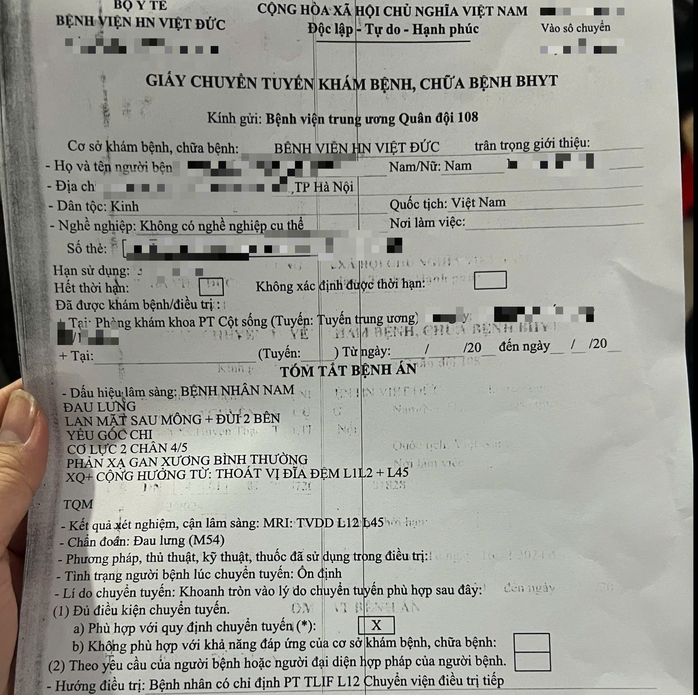 BỘ Y TẾ
BỆNH VIỆN HN VIỆT ĐỨC
CỘNG HÒA XÃ HỘI CHỦ NGHĨA VIỆT NAM
Độc lập - Tự do - Hạnh phúc
Vào sô chuyển
GIẤY CHUYỂN TUYẾN KHÁM BỆNH, CHỮA BỆNH BHYT
Kính gửi: Bệnh viện trung ương Quân đội 108
Cơ sở khám bệnh, chữa bệnh: BỆNH VIỆN HN VIỆT ĐỨC trân trọng giới thiệu:
- Họ và tên người bện Nam/Nữ: Nam
- Địa ch , TP Hà Nội
- Dân tộc: Kinh Quốc tịch: Việt Nam
- Nghề nghiệp: Không có nghề nghiệp cụ thể Nơi làm việc:
Số thẻ:
Hạn sử dụng:
Hết thời hạn: Không xác định được thời hạn:
Đã được khám bệnh/điều trị :
+ Tại: Phòng khám khoa PT Cột sống (Tuyến: Tuyến trung ương)
+ Tại: (Tuyến: ) Từ ngày: / /20 đến ngày / /20
TÓM TẮT BỆNH ÁN
- Dấu hiệu lâm sàng: BỆNH NHÂN NAM
ĐAU LƯNG
LAN MẶT SAU MÔNG + ĐÙI 2 BÊN
YẾU GỐC CHI
CƠ LỰC 2 CHÂN 4/5
PHẢN XẠ GAN XƯƠNG BÌNH THƯỜNG
XQ+ CỘNG HƯỞNG TỪ: THOÁT VỊ ĐĨA ĐỆM L1L2 + L45
TQM
- Kết quả xét nghiệm, cận lâm sàng: MRI: TVDD L12 L45
- Chẩn đoán: Đau lưng (M54)
- Phương pháp, thủ thuật, kỹ thuật, thuốc đã sử dụng trong điều trị:
- Tình trạng người bệnh lúc chuyển tuyến: Ổn định
- Lí do chuyển tuyến: Khoanh tròn vào lý do chuyển tuyến phù hợp sau đây:
(1) Đủ điều kiện chuyển tuyến.
a) Phù hợp với quy định chuyển tuyến (*): X
b) Không phù hợp với khả năng đáp ứng của cơ sở khám bệnh, chữa bệnh:
(2) Theo yêu cầu của người bệnh hoặc người đại diện hợp pháp của người bệnh.
- Hướng điều trị: Bệnh nhân có chỉ định PT TLIF L12 Chuyển viện điều trị tiếp